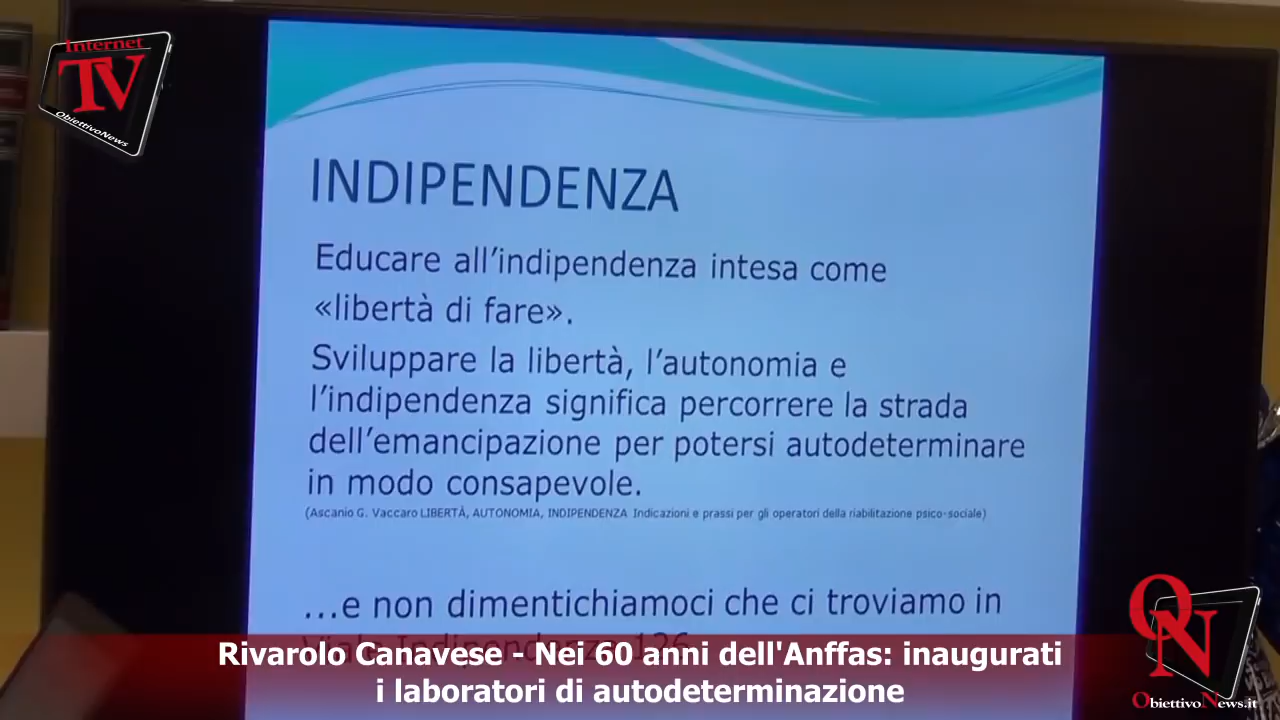 Internet
TV
ObiettivoNews
INDIPENDENZA
Educare all’indipendenza intesa come
«libertà di fare».
Sviluppare la libertà, l’autonomia e
l’indipendenza significa percorrere la strada
dell’emancipazione per potersi autodeterminare
in modo consapevole.
(Ascanio G. Vaccaro LIBERTÀ, AUTONOMIA, INDIPENDENZA Indicazioni e prassi per gli operatori della riabilitazione psico-sociale)
...e non dimentichiamoci che ci troviamo in
Viale Indipendenza
Rivarolo Canavese - Nei 60 anni dell'Anffas: inaugurati
i laboratori di autodeterminazione
ON
ObiettivoNews.it